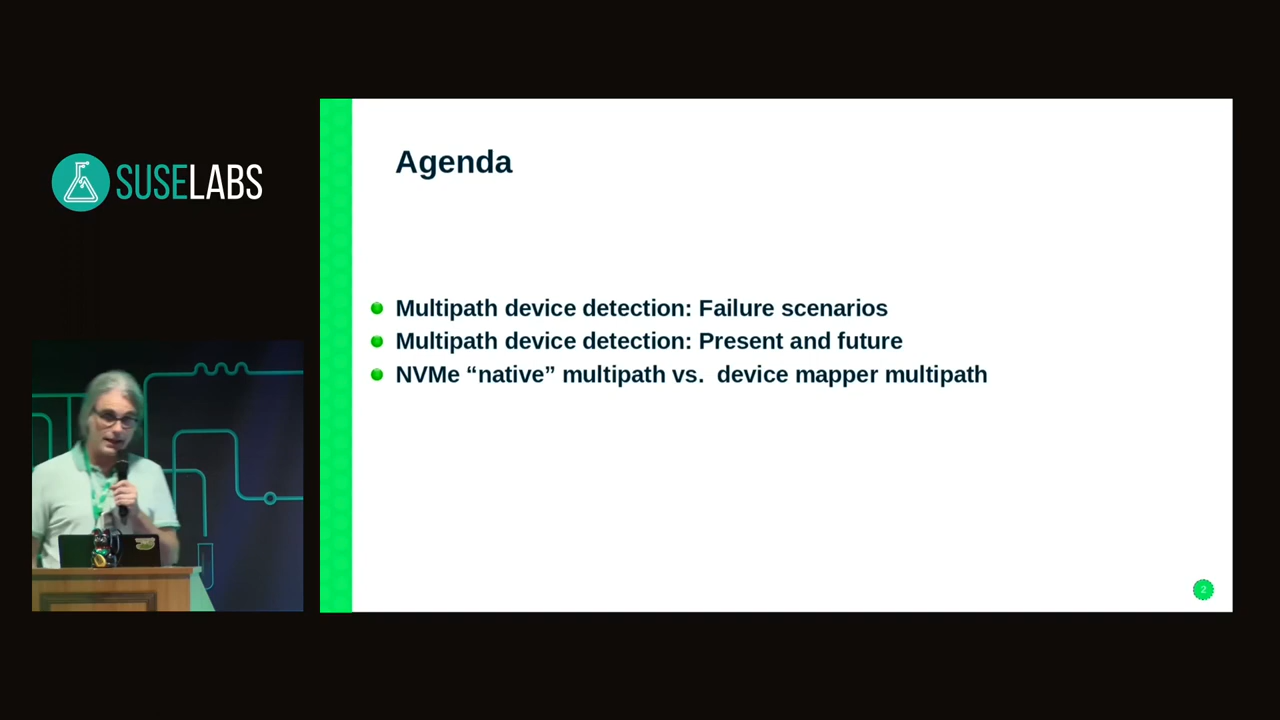 SUSELABS
Agenda
Multipath device detection: Failure scenarios
Multipath device detection: Present and future
NVMe “native” multipath vs.  device mapper multipath
2